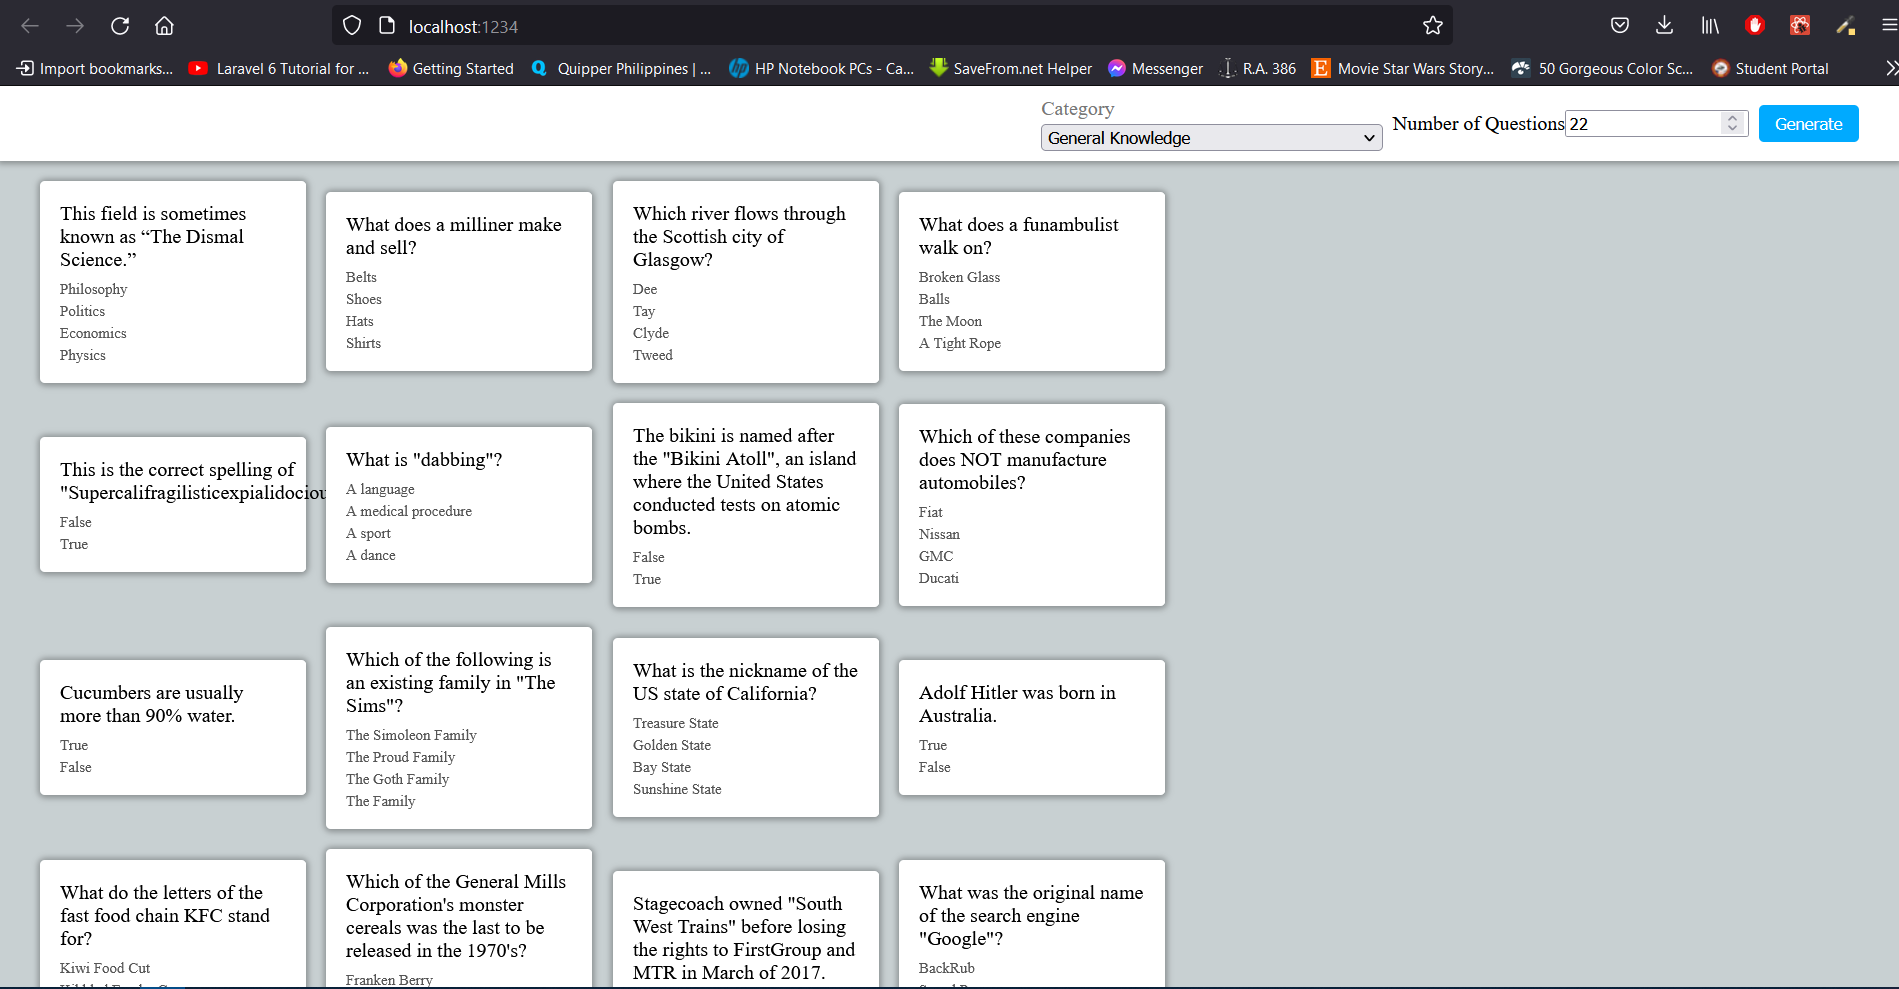 localhost:1234
Import bookmarks...
Laravel 6 Tutorial for ...
Getting Started
Quipper Philippines | ...
HP Notebook PCs - Ca...
SaveFrom.net Helper
Messenger
R.A. 386
Movie Star Wars Story...
50 Gorgeous Color Sc...
Student Portal
Category
General Knowledge
Number of Questions
22
Generate
This field is sometimes
known as “The Dismal
Science.”
Philosophy
Politics
Economics
Physics
What does a milliner make
and sell?
Belts
Shoes
Hats
Shirts
Which river flows through
the Scottish city of
Glasgow?
Dee
Tay
Clyde
Tweed
What does a funambulist
walk on?
Broken Glass
Balls
The Moon
A Tight Rope
This is the correct spelling of
"Supercalifragilisticexpialidociou
False
True
What is "dabbing"?
A language
A medical procedure
A sport
A dance
The bikini is named after
the "Bikini Atoll", an island
where the United States
conducted tests on atomic
bombs.
False
True
Which of these companies
does NOT manufacture
automobiles?
Fiat
Nissan
GMC
Ducati
Cucumbers are usually
more than 90% water.
True
False
Which of the following is
an existing family in "The
Sims"?
The Simoleon Family
The Proud Family
The Goth Family
The Family
What is the nickname of the
US state of California?
Treasure State
Golden State
Bay State
Sunshine State
Adolf Hitler was born in
Australia.
True
False
What do the letters of the
fast food chain KFC stand
for?
Kiwi Food Cut
Which of the General Mills
Corporation's monster
cereals was the last to be
released in the 1970's?
Franken Berry
Stagecoach owned "South
West Trains" before losing
the rights to FirstGroup and
MTR in March of 2017.
What was the original name
of the search engine
"Google"?
BackRub